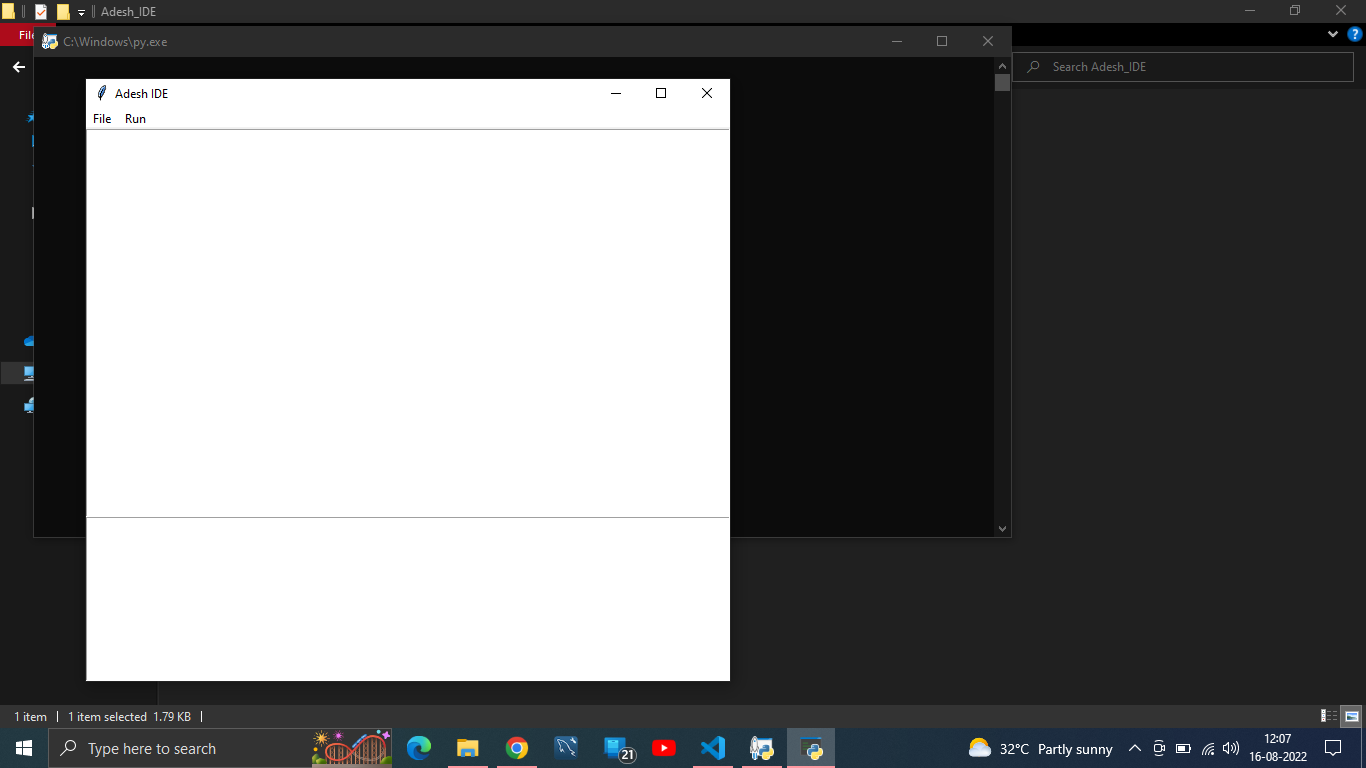 Adesh_IDE
File
C:\Windows\py.exe
Search Adesh_IDE
Adesh IDE
File Run
1 item 1 item selected 1.79 KB
Type here to search
21
32°C Partly sunny
12:07
16-08-2022